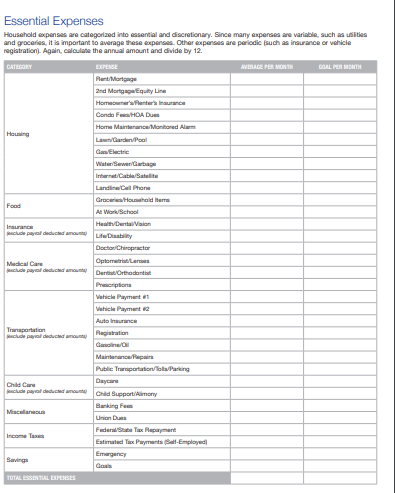 Essential Expenses
Household expenses are categorized into essential and discretionary. Since many expenses are variable, such as utilities
and groceries, it is important to average these expenses. Other expenses are periodic (such as insurance or vehicle
registration). Again, calculate the annual amount and divide by 12.
CATEGORY EXPENSE AVERAGE PER MONTH GOAL PER MONTH
Housing
Rent/Mortgage
2nd Mortgage/Equity Line
Homeowner's/Renter's Insurance
Condo Fees/HOA Dues
Home Maintenance/Monitored Alarm
Lawn/Garden/Pool
Gas/Electric
Water/Sewer/Garbage
Internet/Cable/Satellite
Landline/Cell Phone
Food
Groceries/Household Items
At Work/School
Insurance
(exclude payroll deducted amounts)
Health/Dental/Vision
Life/Disability
Medical Care
(exclude payroll deducted amounts)
Doctor/Chiropractor
Optometrist/Lenses
Dentist/Orthodontist
Prescriptions
Transportation
(exclude payroll deducted amounts)
Vehicle Payment #1
Vehicle Payment #2
Auto Insurance
Registration
Gasoline/Oil
Maintenance/Repairs
Public Transportation/Tolls/Parking
Child Care
(exclude payroll deducted amounts)
Daycare
Child Support/Alimony
Miscellaneous
Banking Fees
Union Dues
Income Taxes
Federal/State Tax Repayment
Estimated Tax Payments (Self-Employed)
Savings
Emergency
Goals
TOTAL ESSENTIAL EXPENSES